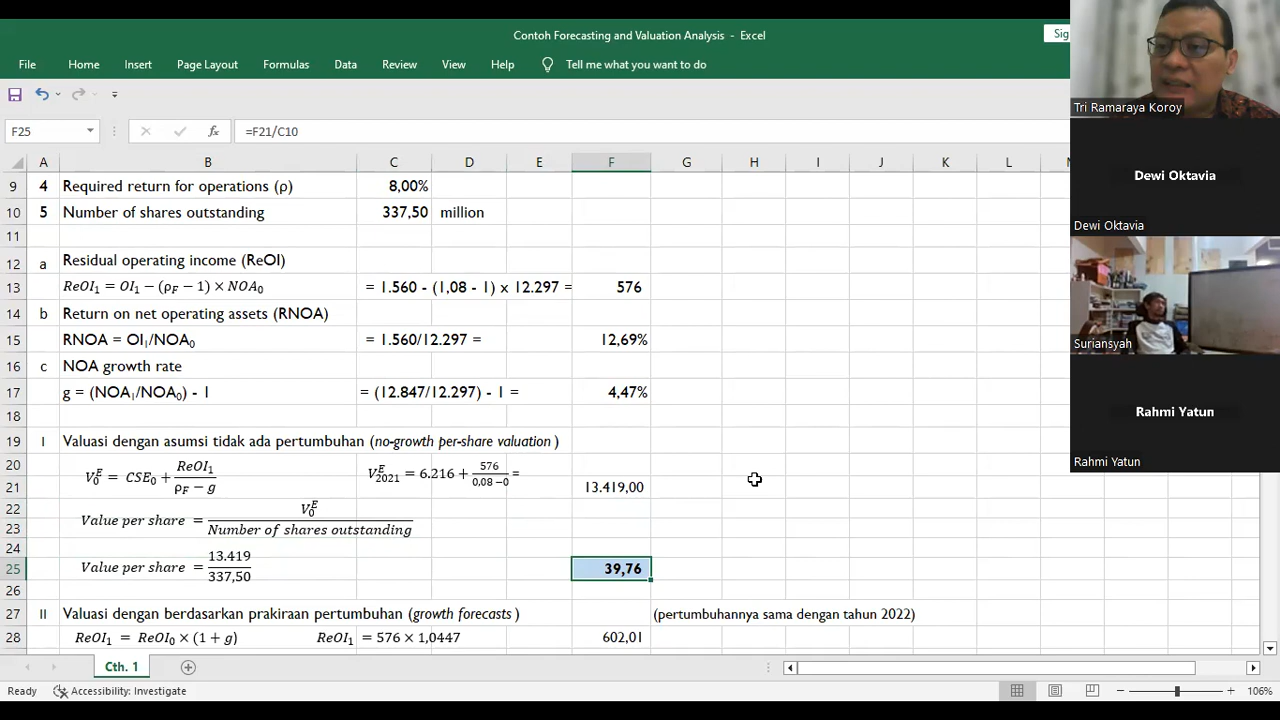 Contoh Forecasting and Valuation Analysis - Excel
Sig
File Home Insert Page Layout Formulas Data Review View Help Tell me what you want to do
F25 fx =F21/C10
A B C D E F G H I J K L
9 4 Required return for operations (ρ) 8,00%
10 5 Number of shares outstanding 337,50 million
11
12 a Residual operating income (ReOI)
13 ReOI₁ = OI₁ − (ρF − 1) × NOA₀ = 1.560 - (1,08 - 1) x 12.297 = 576
14 b Return on net operating assets (RNOA)
15 RNOA = OI₁/NOA₀ = 1.560/12.297 = 12,69%
16 c NOA growth rate
17 g = (NOA₁/NOA₀) - 1 = (12.847/12.297) - 1 = 4,47%
18
19 I Valuasi dengan asumsi tidak ada pertumbuhan (no-growth per-share valuation)
20 V₀ᴱ = CSE₀ + ReOI₁ / (ρF − g) Vᴱ2021 = 6.216 + 576 / (0,08 −0) =
21 13.419,00
22 Value per share = V₀ᴱ / Number of shares outstanding
23
24 Value per share = 13.419 / 337,50
25 39,76
26
27 II Valuasi dengan berdasarkan prakiraan pertumbuhan (growth forecasts) (pertumbuhannya sama dengan tahun 2022)
28 ReOI₁ = ReOI₀ × (1 + g) ReOI₁ = 576 × 1,0447 602,01
Cth. 1
Ready Accessibility: Investigate 106%
Tri Ramaraya Koroy
Dewi Oktavia
Dewi Oktavia
Suriansyah
Rahmi Yatun
Rahmi Yatun